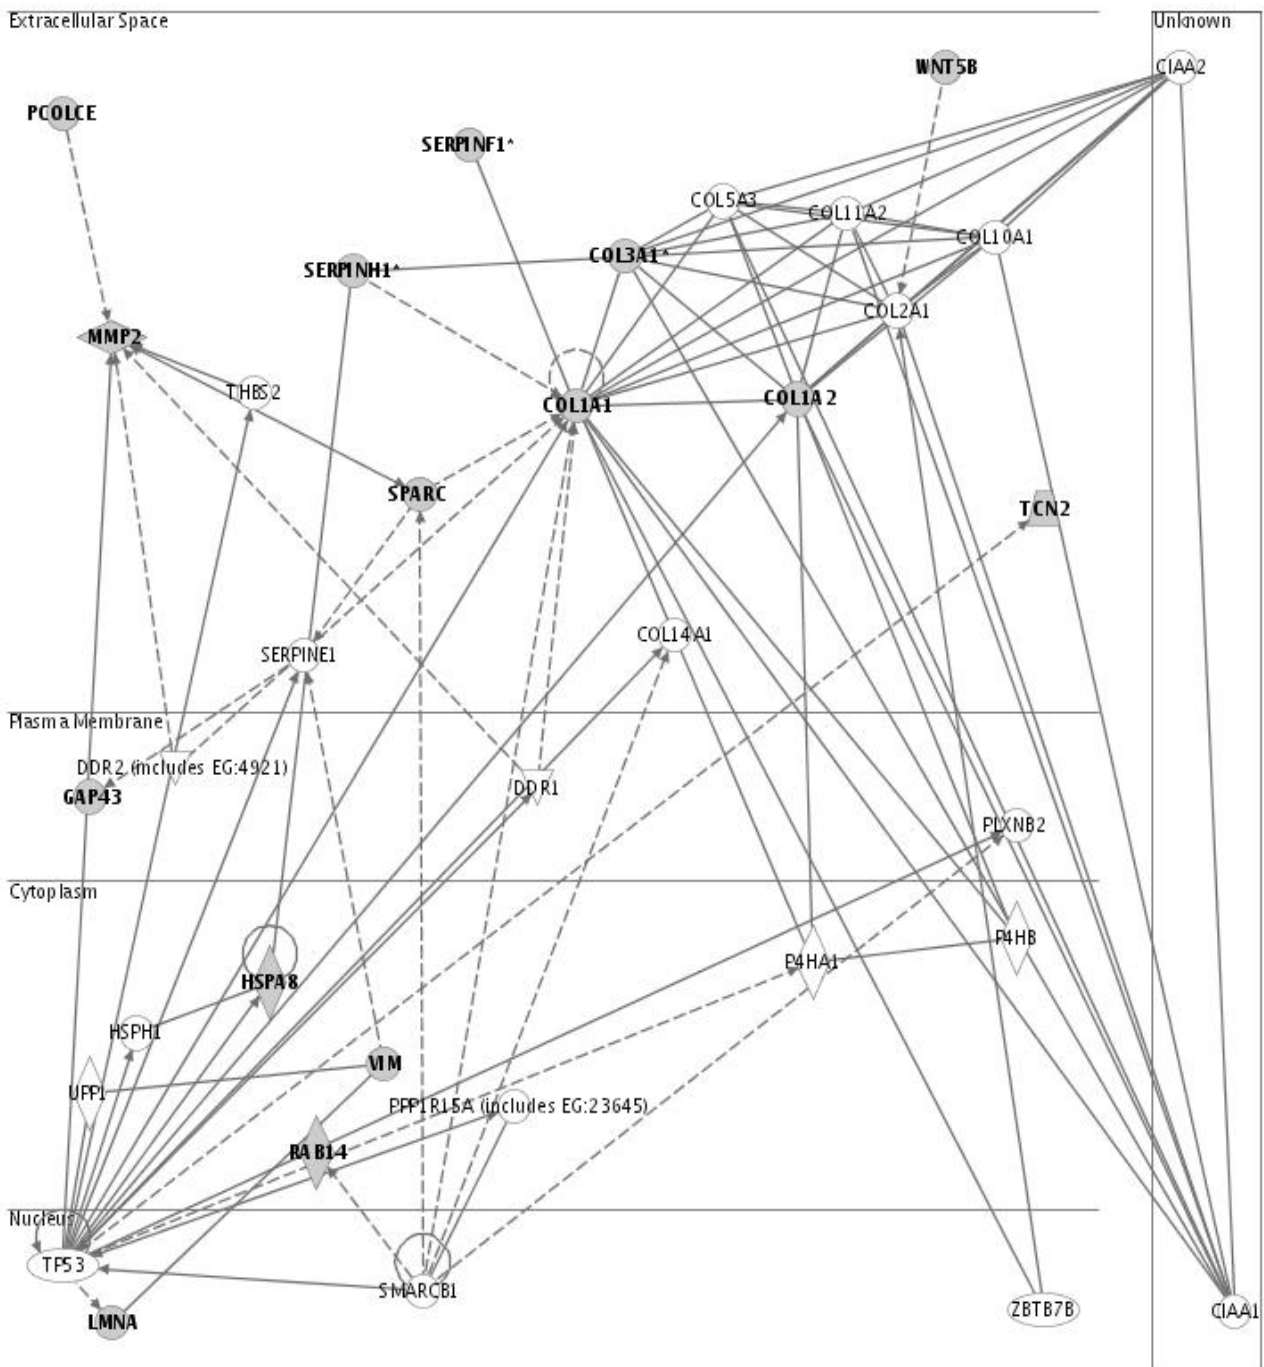 Extracellular Space
Unknown
WNT5B
CIAA2
PCOLCE
SERPINF1*
COL5A3
COL11A2
COL10A1
COL3A1*
SERPINH1*
COL2A1
MMP2
THBS2
COL1A1
COL1A2
SPARC
TCN2
COL14A1
SERPINE1
Plasma Membrane
DDR2 (includes EG:4921)
GAP43
DDR1
PLXNB2
Cytoplasm
P4HB
P4HA1
HSPA8
HSPH1
VIM
UPP1
PPP1R15A (includes EG:23645)
RAB14
Nucleus
TP53
SMARCB1
ZBTB7B
CIAA1
LMNA